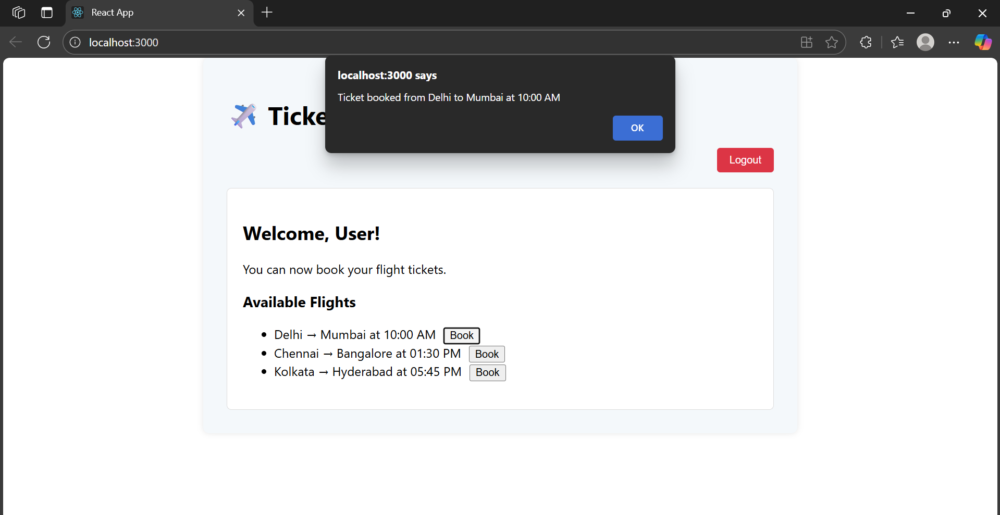 React App
localhost:3000
localhost:3000 says
Ticket booked from Delhi to Mumbai at 10:00 AM
OK
Ticke
Logout
Welcome, User!
You can now book your flight tickets.
Available Flights
• Delhi → Mumbai at 10:00 AM Book
• Chennai → Bangalore at 01:30 PM Book
• Kolkata → Hyderabad at 05:45 PM Book